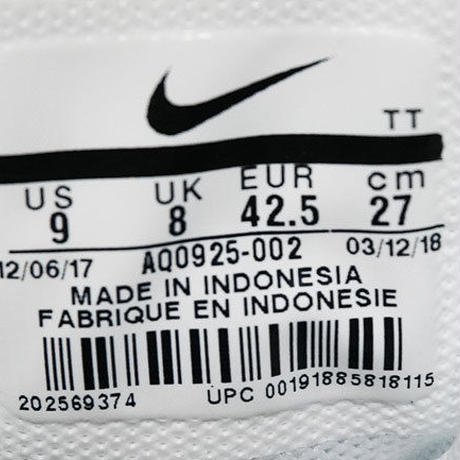 TT
US UK EUR cm
9 8 42.5 27
12/06/17 AQ0925-002 03/12/18
MADE IN INDONESIA
FABRIQUE EN INDONESIE
202569374 UPC 00191885818115